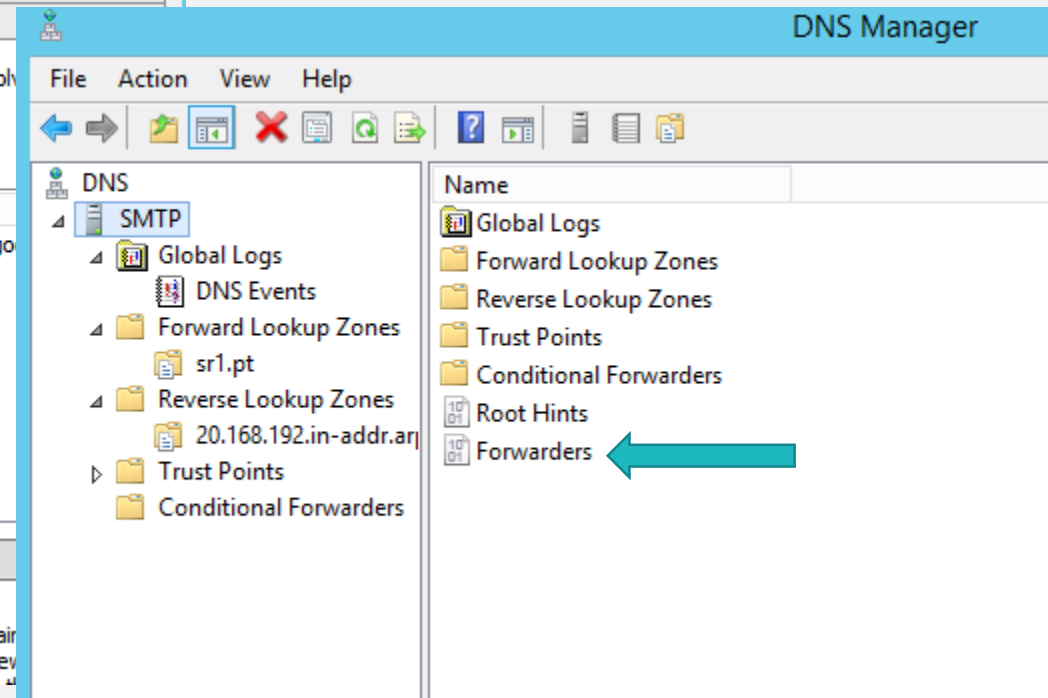 DNS Manager
File Action View Help
DNS
SMTP
Global Logs
DNS Events
Forward Lookup Zones
sr1.pt
Reverse Lookup Zones
20.168.192.in-addr.arp
Trust Points
Conditional Forwarders
Name
Global Logs
Forward Lookup Zones
Reverse Lookup Zones
Trust Points
Conditional Forwarders
Root Hints
Forwarders